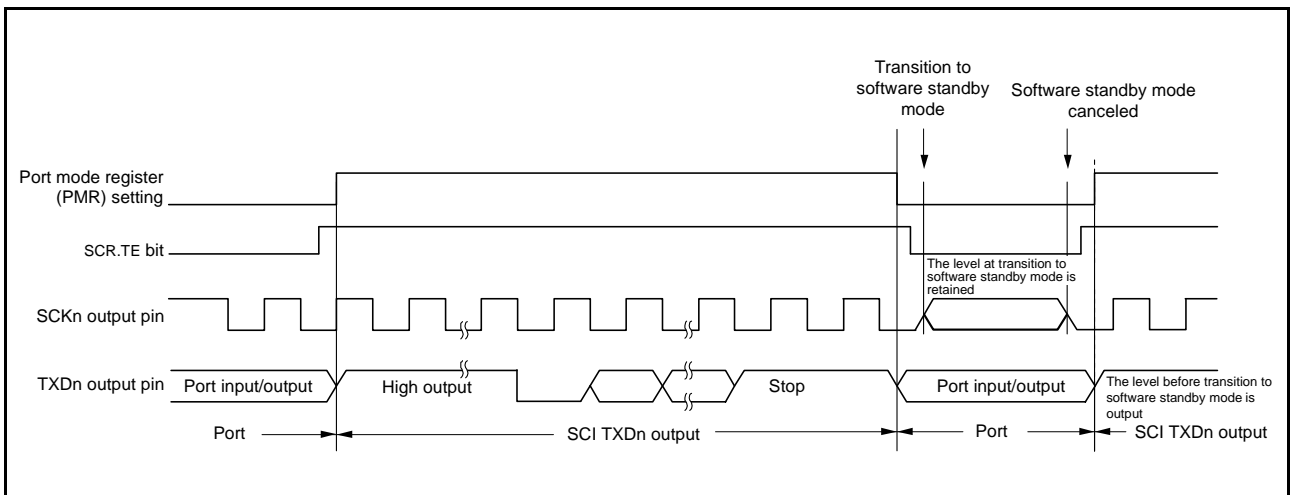 Transition to
software standby
mode
Software standby mode
canceled
Port mode register
(PMR) setting
SCR.TE bit
The level at transition to
software standby mode is
retained
SCKn output pin
TXDn output pin
Port input/output
High output
Stop
Port input/output
The level before transition to
software standby mode is
output
Port
SCI TXDn output
Port
SCI TXDn output